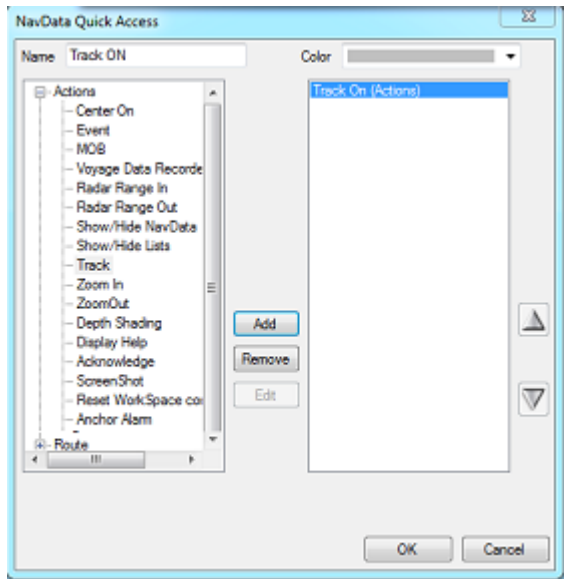 NavData Quick Access
Name Track ON Color
Actions
Center On
Event
MOB
Voyage Data Recorde
Radar Range In
Radar Range Out
Show/Hide NavData
Show/Hide Lists
Track
Zoom In
ZoomOut
Depth Shading
Display Help
Acknowledge
ScreenShot
Reset WorkSpace con
Anchor Alarm
Route
Add
Remove
Edit
Track On (Actions)
OK Cancel